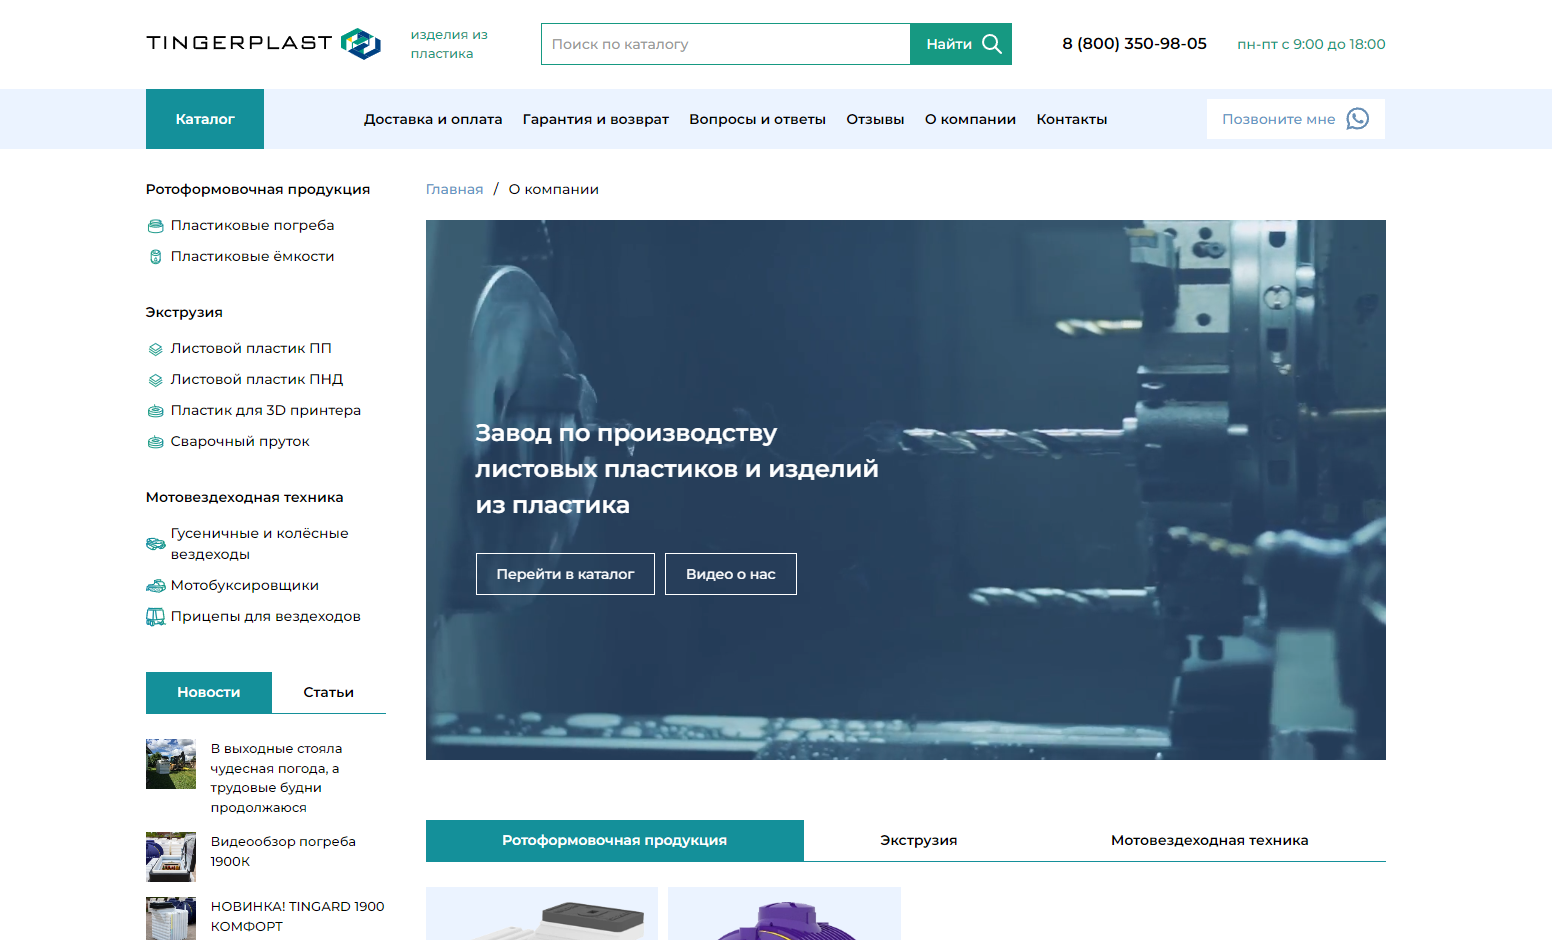 TINGERPLAST
изделия из
пластика
Поиск по каталогу
Найти
8 (800) 350-98-05
пн-пт с 9:00 до 18:00
Каталог
Доставка и оплата
Гарантия и возврат
Вопросы и ответы
Отзывы
О компании
Контакты
Позвоните мне
Ротоформовочная продукция
Пластиковые погреба
Пластиковые ёмкости
Экструзия
Листовой пластик ПП
Листовой пластик ПНД
Пластик для 3D принтера
Сварочный пруток
Мотовездеходная техника
Гусеничные и колёсные
вездеходы
Мотобуксировщики
Прицепы для вездеходов
Новости
Статьи
В выходные стояла
чудесная погода, а
трудовые будни
продолжаюся
Видеообзор погреба
1900К
НОВИНКА! TINGARD 1900
КОМФОРТ
Главная / О компании
Завод по производству
листовых пластиков и изделий
из пластика
Перейти в каталог
Видео о нас
Ротоформовочная продукция
Экструзия
Мотовездеходная техника